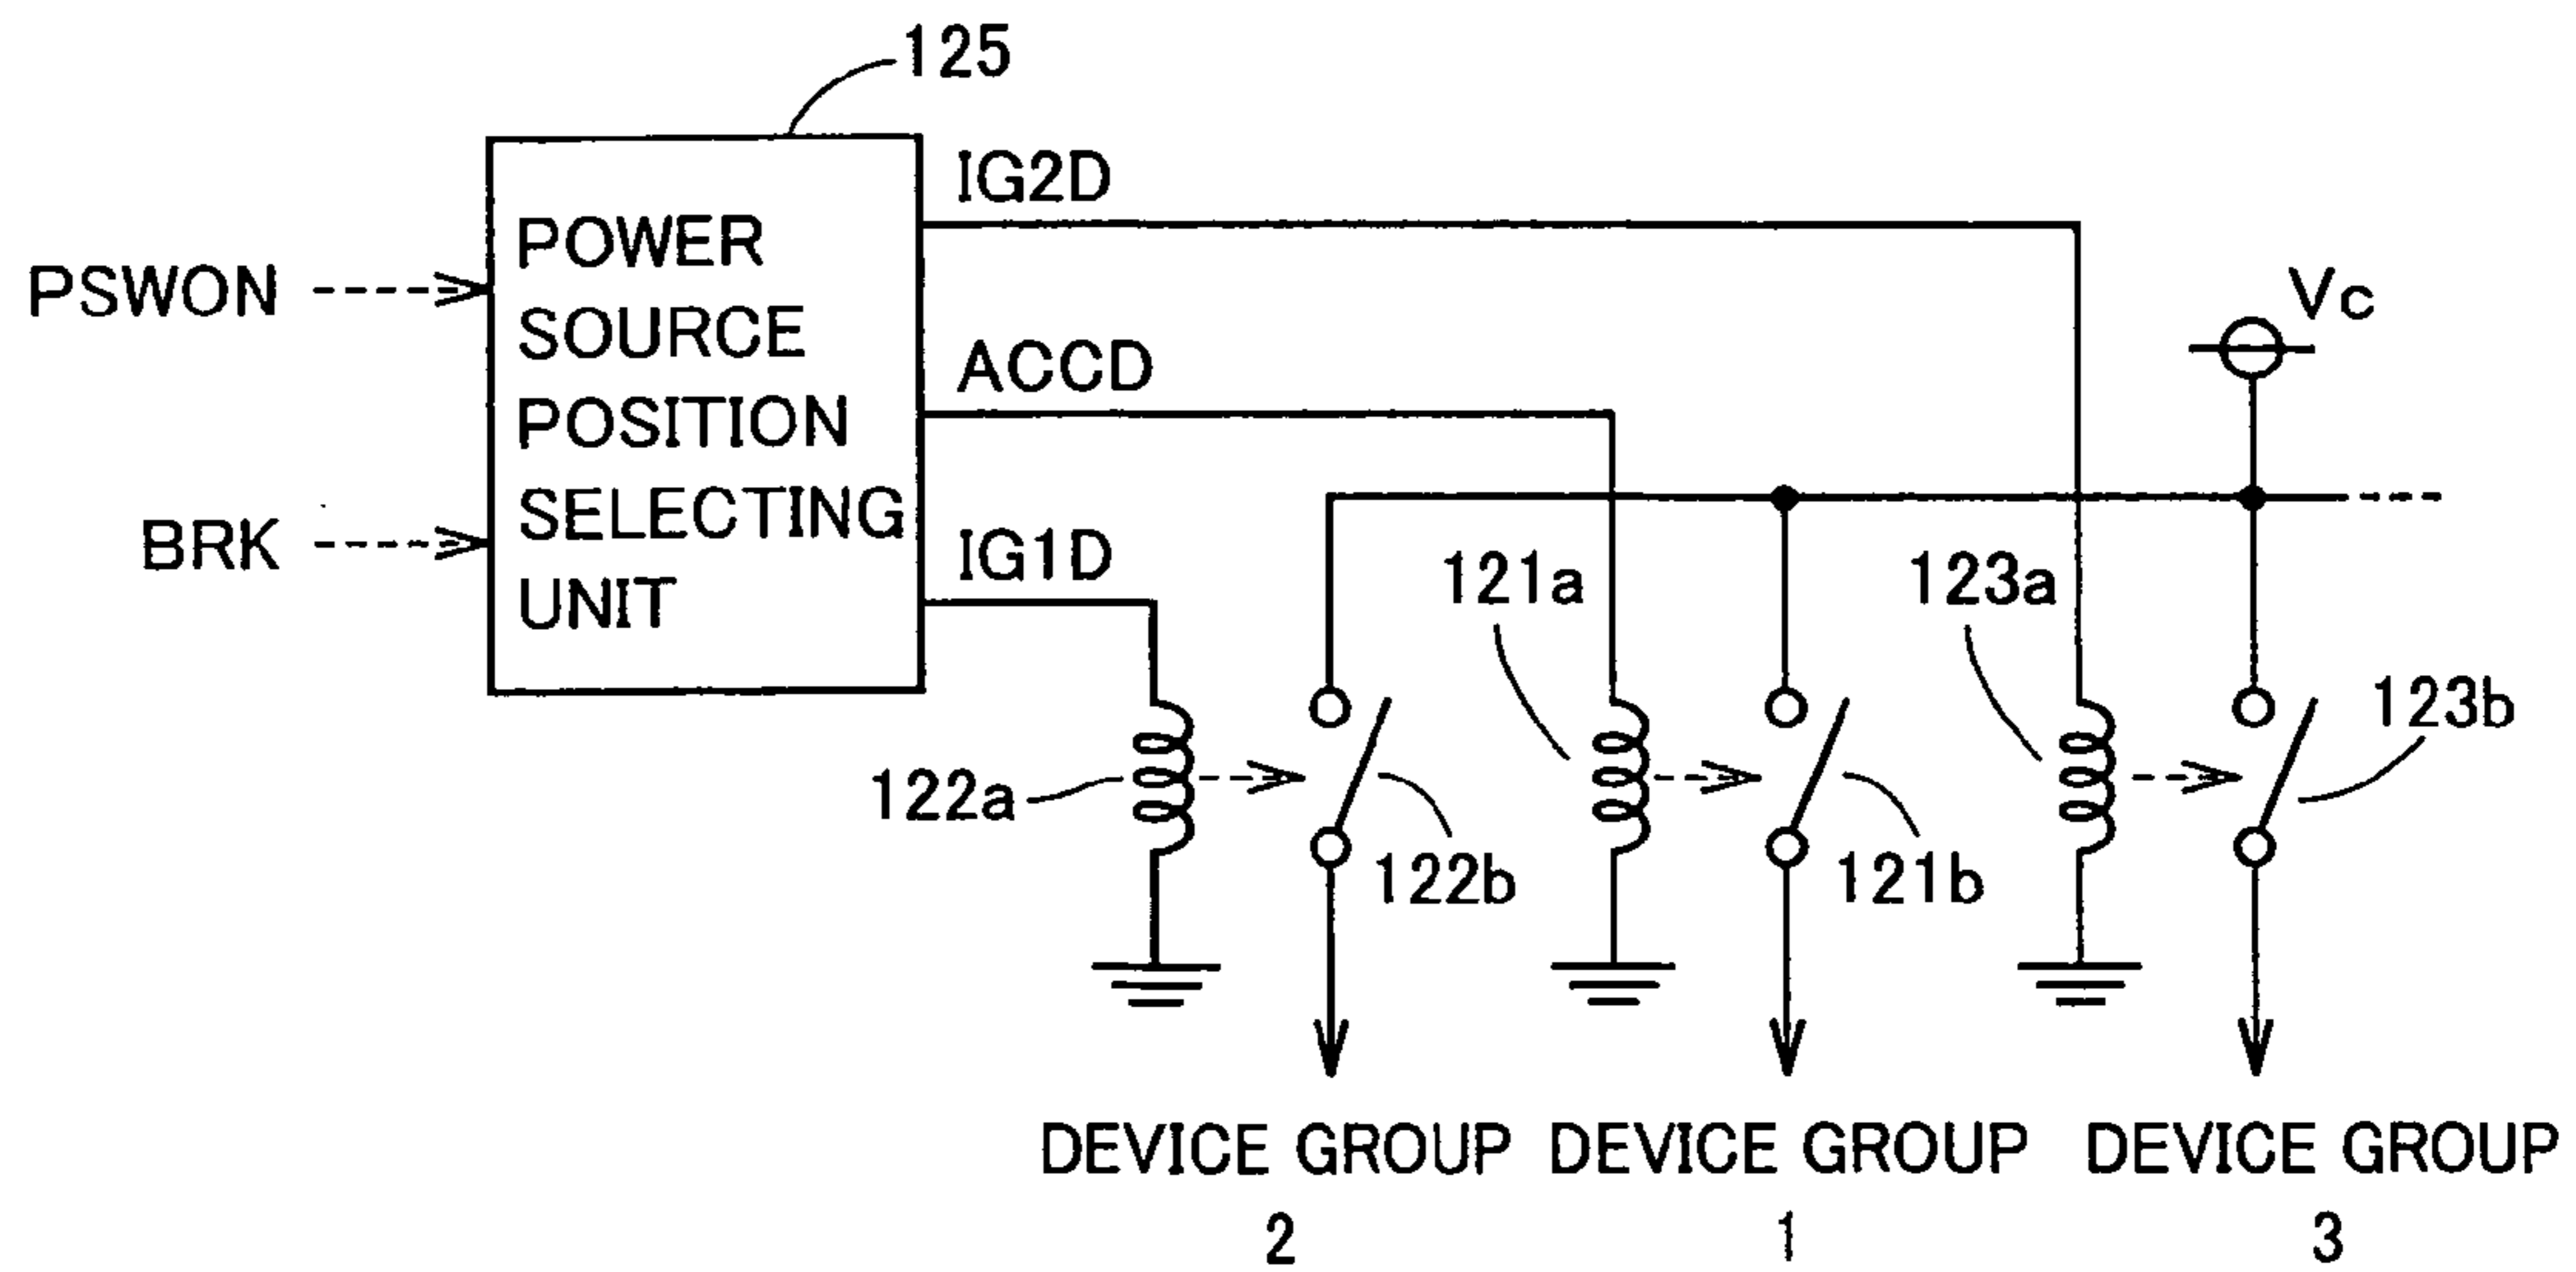 125
IG2D
POWER
SOURCE
POSITION
SELECTING
UNIT
PSWON
BRK
ACCD
IG1D
Vc
121a
123a
123b
122a
122b
121b
DEVICE GROUP
2
DEVICE GROUP
1
DEVICE GROUP
3